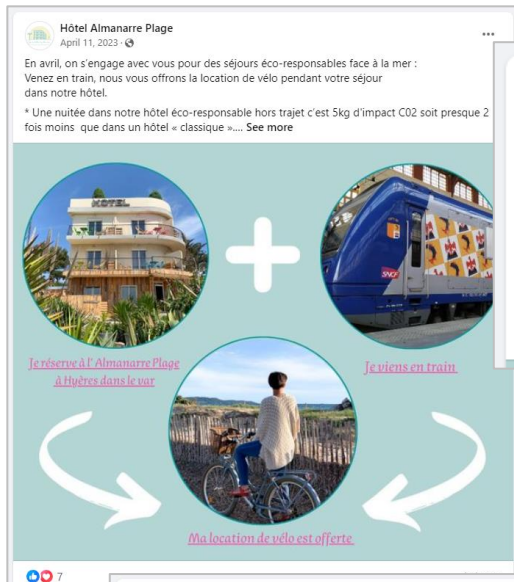 Hôtel Almanarre Plage
April 11, 2023 ·
En avril, on s'engage avec vous pour des séjours éco-responsables face à la mer :
Venez en train, nous vous offrons la location de vélo pendant votre séjour
dans notre hôtel.
* Une nuitée dans notre hôtel éco-responsable hors trajet c'est 5kg d'impact C02 soit presque 2
fois moins que dans un hôtel « classique ».... See more
HOTEL
SNCF
Je réserve à l' Almanarre Plage
à Hyères dans le var
Je viens en train
Ma location de vélo est offerte
7